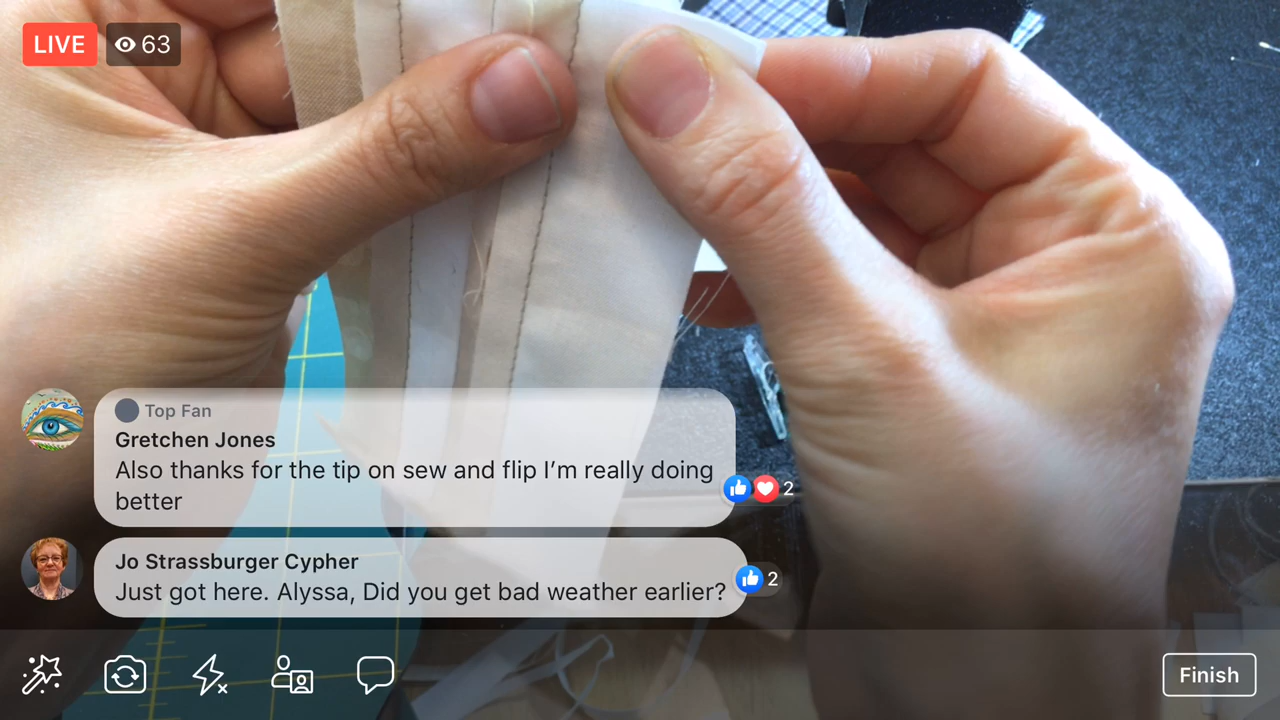 LIVE 63
Top Fan
Gretchen Jones
Also thanks for the tip on sew and flip I’m really doing
better
2
Jo Strassburger Cypher
Just got here. Alyssa, Did you get bad weather earlier?
2
Finish